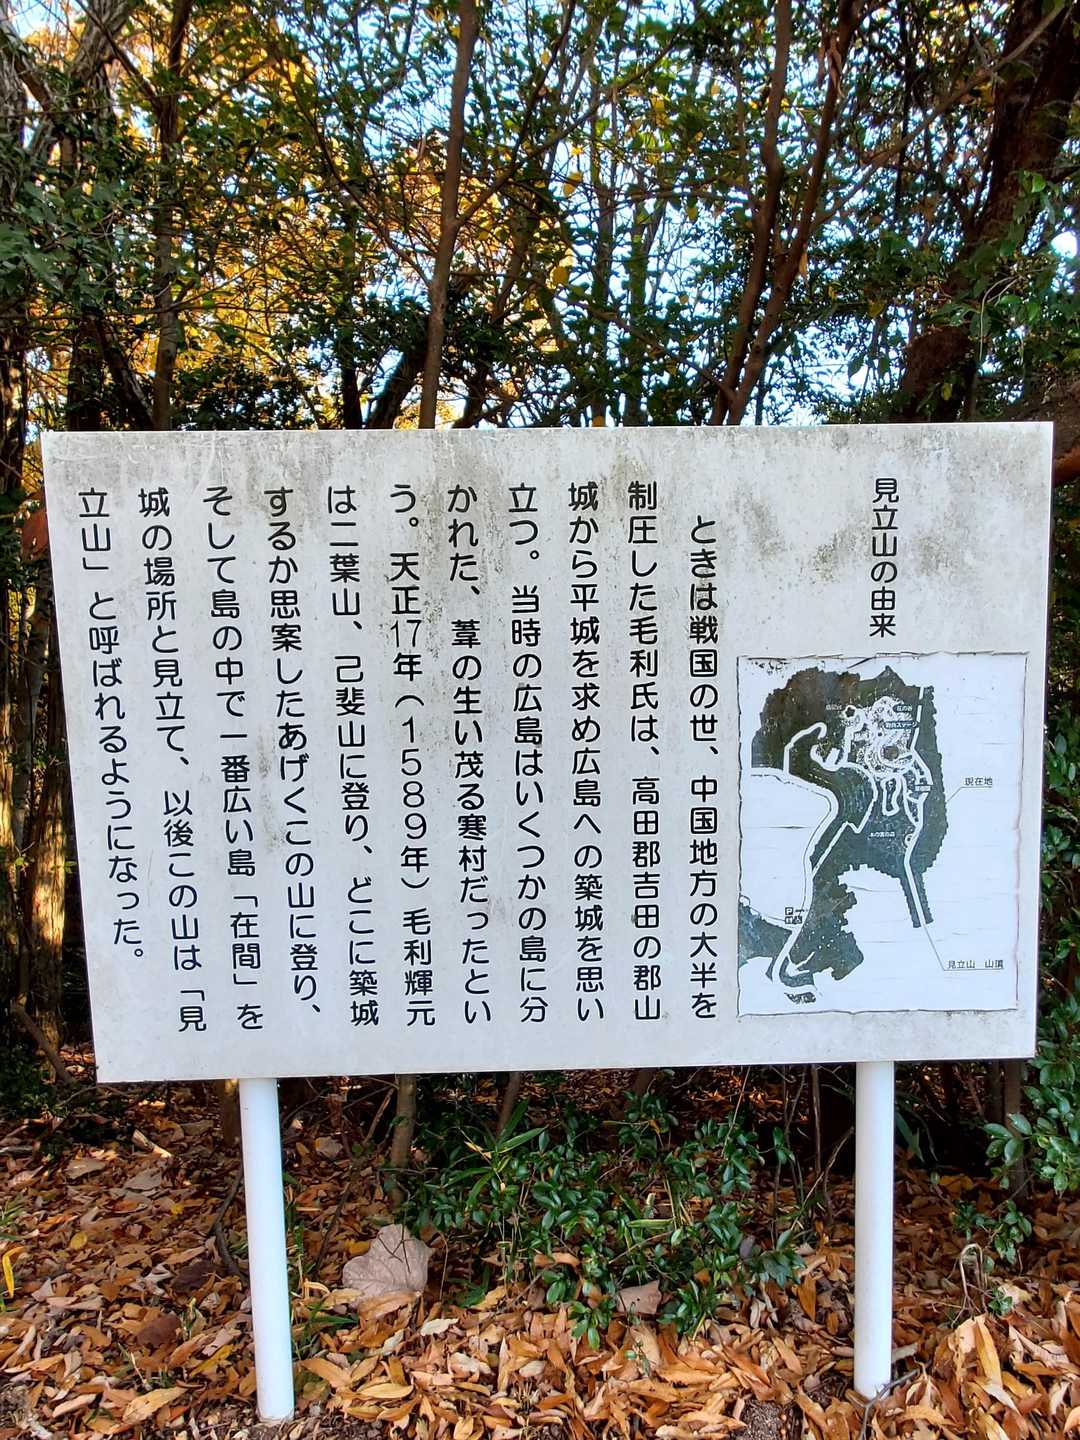 見立山の由来
ときは戦国の世、中国地方の大半を
制圧した毛利氏は、高田郡吉田の郡山
城から平城を求め広島への築城を思い
立つ。当時の広島はいくつかの島に分
かれた、葦の生い茂る寒村だったとい
う。天正17年（1589年）毛利輝元
は二葉山、己斐山に登り、どこに築城
するか思案したあげくこの山に登り、
そして島の中で一番広い島「在間」を
城の場所と見立て、以後この山は「見
立山」と呼ばれるようになった。
現在地
見立山　山頂